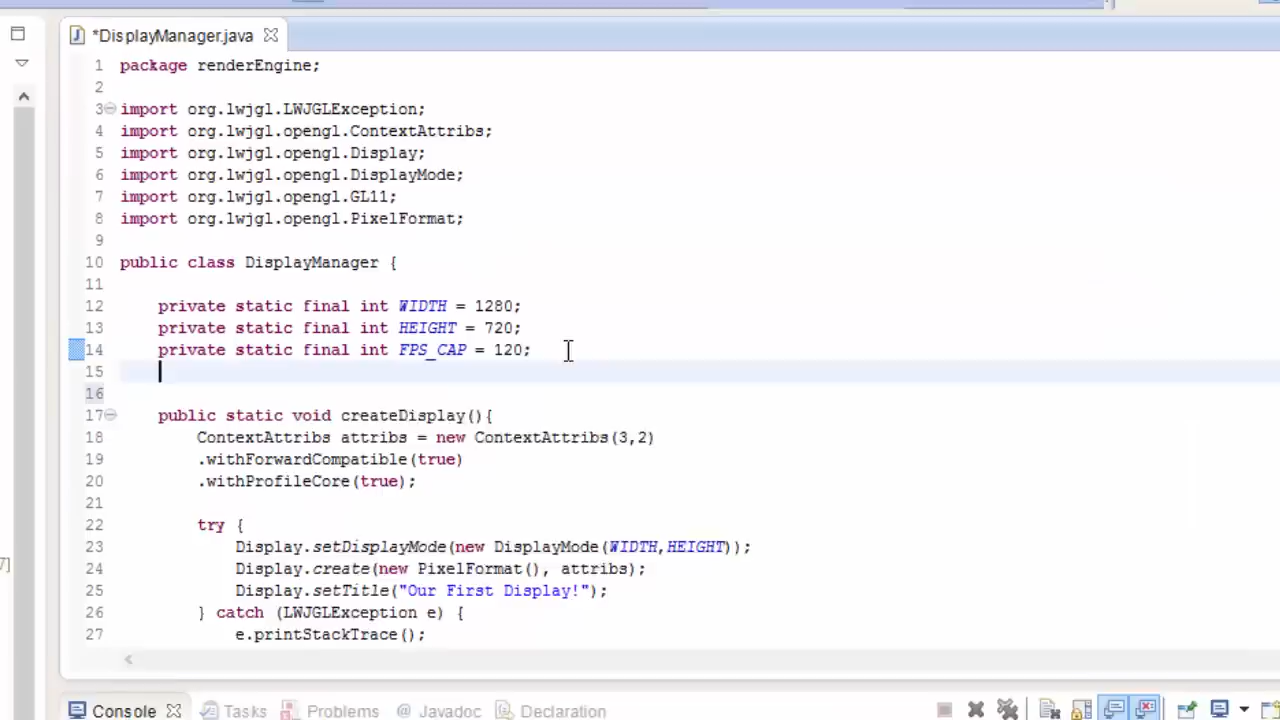 *DisplayManager.java
1 package renderEngine;
2
3 import org.lwjgl.LWJGLException;
4 import org.lwjgl.opengl.ContextAttribs;
5 import org.lwjgl.opengl.Display;
6 import org.lwjgl.opengl.DisplayMode;
7 import org.lwjgl.opengl.GL11;
8 import org.lwjgl.opengl.PixelFormat;
9
10 public class DisplayManager {
11
12 private static final int WIDTH = 1280;
13 private static final int HEIGHT = 720;
14 private static final int FPS_CAP = 120;
15
16
17 public static void createDisplay(){
18 ContextAttribs attribs = new ContextAttribs(3,2)
19 .withForwardCompatible(true)
20 .withProfileCore(true);
21
22 try {
23 Display.setDisplayMode(new DisplayMode(WIDTH,HEIGHT));
24 Display.create(new PixelFormat(), attribs);
25 Display.setTitle("Our First Display!");
26 } catch (LWJGLException e) {
27 e.printStackTrace();
7]
Console Tasks Problems @ Javadoc Declaration